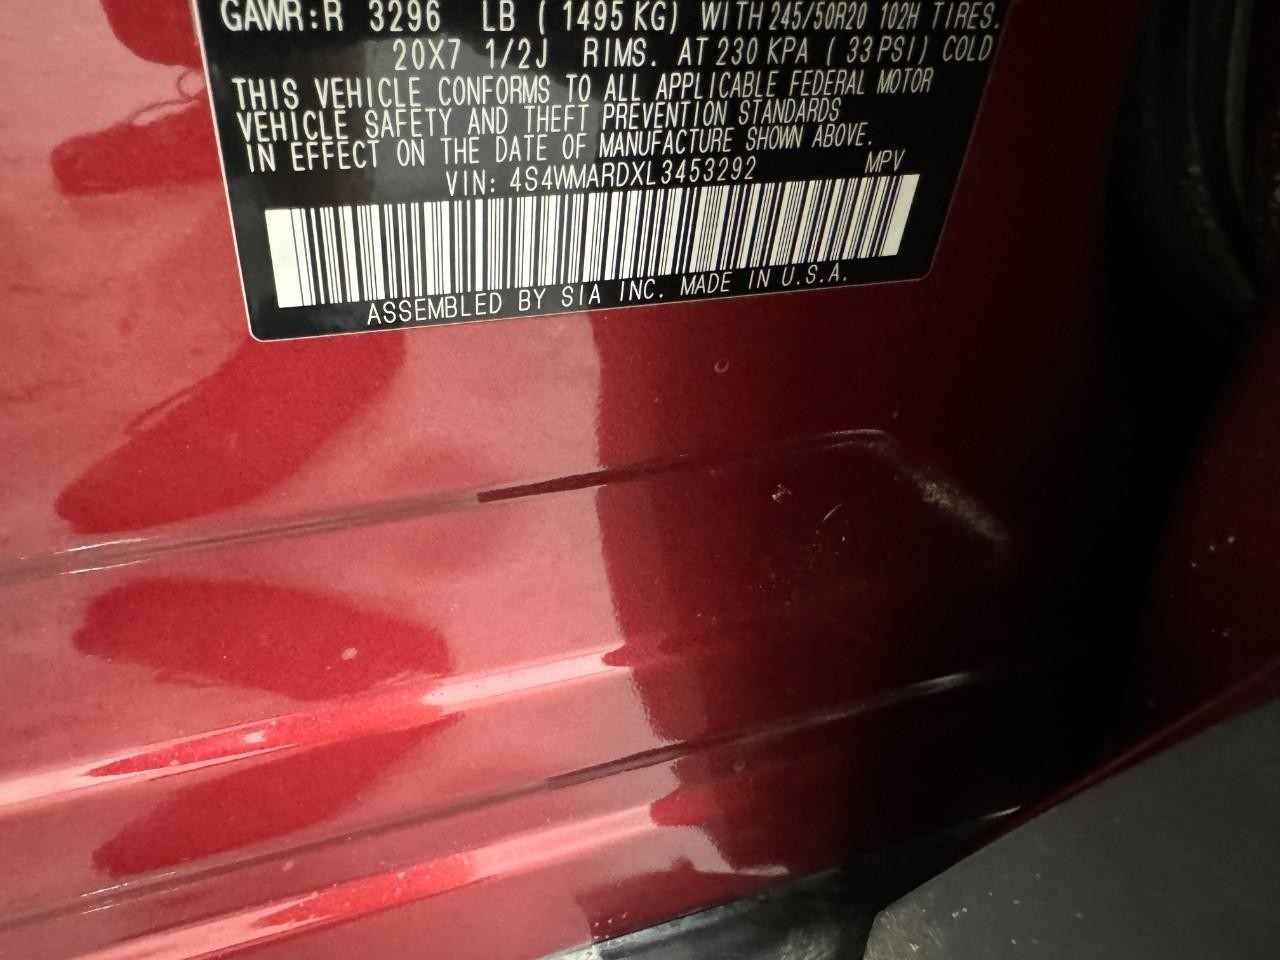 GAWR:R 3296 LB ( 1495 KG) WITH 245/50R20 102H TIRES.
20X7 1/2J RIMS. AT 230 KPA ( 33 PSI) COLD
THIS VEHICLE CONFORMS TO ALL APPLICABLE FEDERAL MOTOR
VEHICLE SAFETY AND THEFT PREVENTION STANDARDS
IN EFFECT ON THE DATE OF MANUFACTURE SHOWN ABOVE.
VIN: 4S4WMARDXL3453292 MPV
ASSEMBLED BY SIA INC. MADE IN U.S.A.